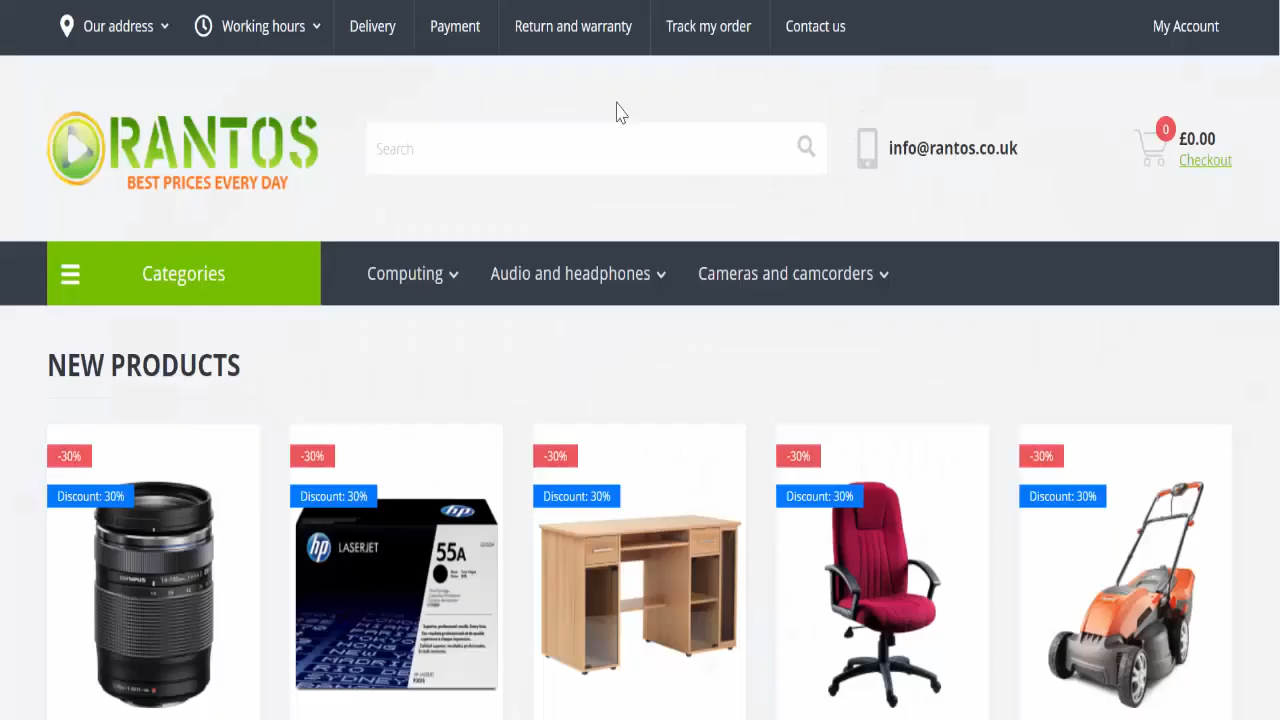 Our address
Working hours
Delivery
Payment
Return and warranty
Track my order
Contact us
My Account
RANTOS
BEST PRICES EVERY DAY
Search
info@rantos.co.uk
0
£0.00
Checkout
Categories
Computing
Audio and headphones
Cameras and camcorders
NEW PRODUCTS
-30%
Discount: 30%
OLYMPUS
-30%
Discount: 30%
hp
hp
LASERJET
55A
-30%
Discount: 30%
-30%
Discount: 30%
-30%
Discount: 30%